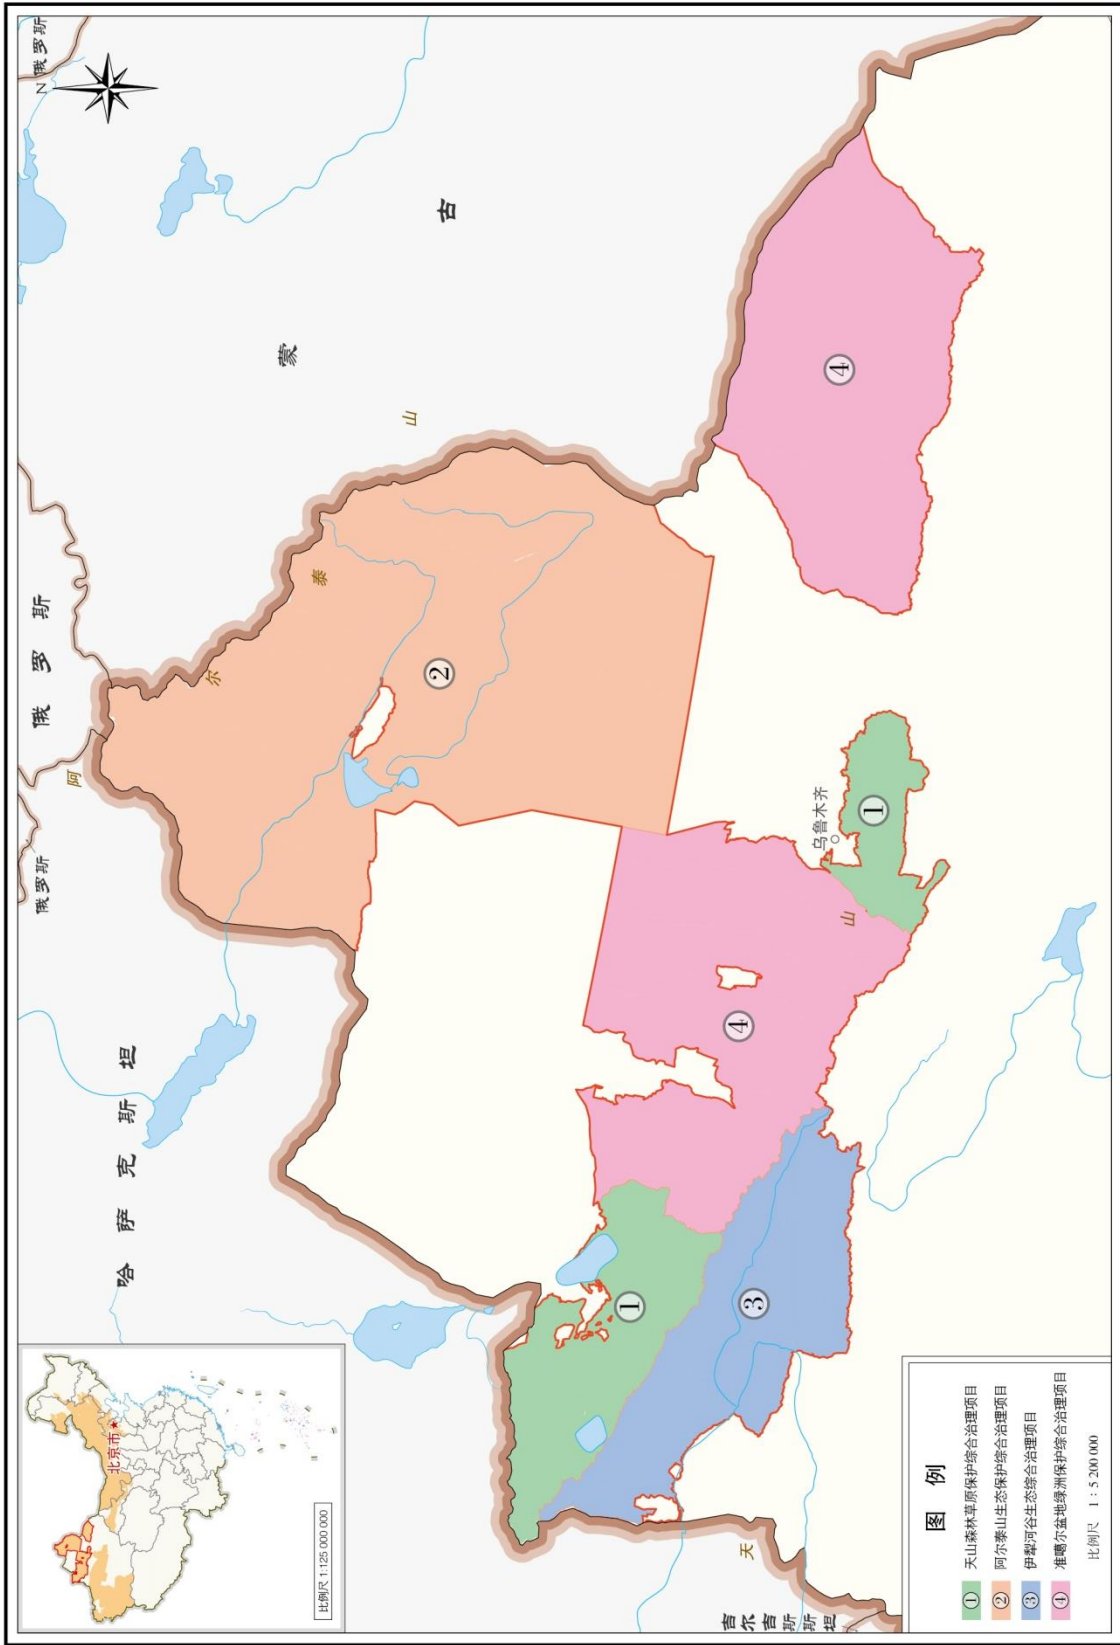 俄罗斯
俄罗斯
俄罗斯
N
哈萨克斯坦
蒙古
吉尔吉斯斯坦
阿尔泰山
天山
乌鲁木齐
①
①
②
③
④
④
北京市
比例尺 1:125 000 000
图 例
① 天山森林草原保护综合治理项目
② 阿尔泰山生态保护综合治理项目
③ 伊犁河谷生态综合治理项目
④ 准噶尔盆地绿洲保护综合治理项目
比例尺 1 : 5 200 000